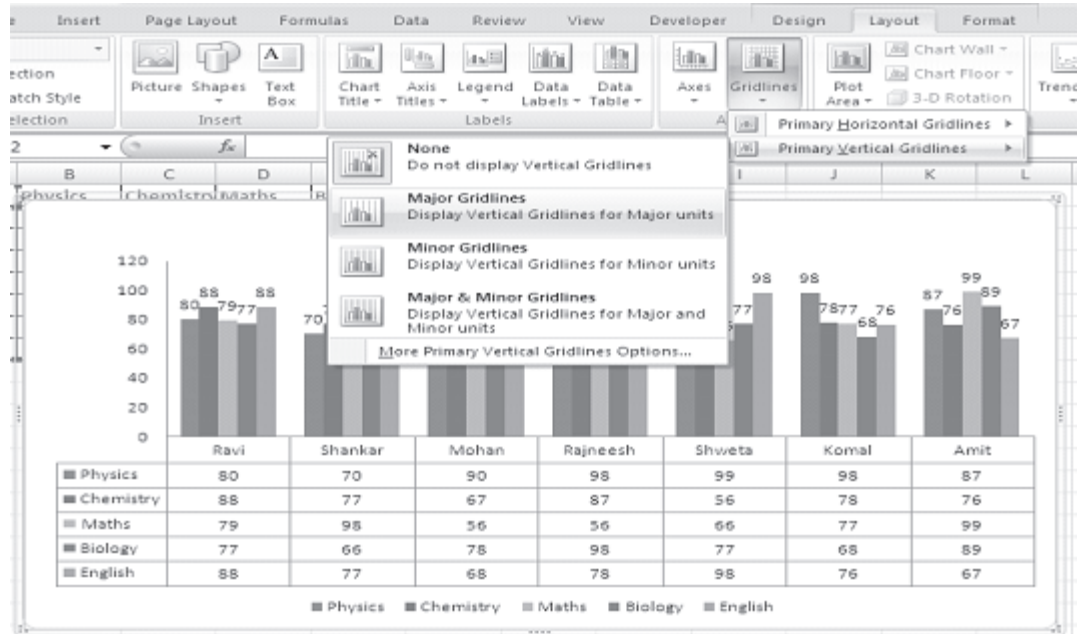 Insert Page Layout Formulas Data Review View Developer Design Layout Format
ection
atch Style
election
Picture Shapes Text Box
Insert
Chart Title Axis Titles Legend Data Labels Data Table
Labels
Axes Gridlines
A
Plot Area Chart Wall
Chart Floor
3-D Rotation
Trend
Primary Horizontal Gridlines
Primary Vertical Gridlines
2 fx
None
Do not display Vertical Gridlines
Major Gridlines
Display Vertical Gridlines for Major units
Minor Gridlines
Display Vertical Gridlines for Minor units
Major & Minor Gridlines
Display Vertical Gridlines for Major and
Minor units
More Primary Vertical Gridlines Options...
B C D I J K L
Physics Chemistry Maths B
120
100
80
60
40
20
0
80 88 79 77 88
70
77 98
98 78 77 68 76
87 76 99 89 67
Ravi Shankar Mohan Rajneesh Shweta Komal Amit
Physics 80 70 90 98 99 98 87
Chemistry 88 77 67 87 56 78 76
Maths 79 98 56 56 66 77 99
Biology 77 66 78 98 77 68 89
English 88 77 68 78 98 76 67
Physics Chemistry Maths Biology English